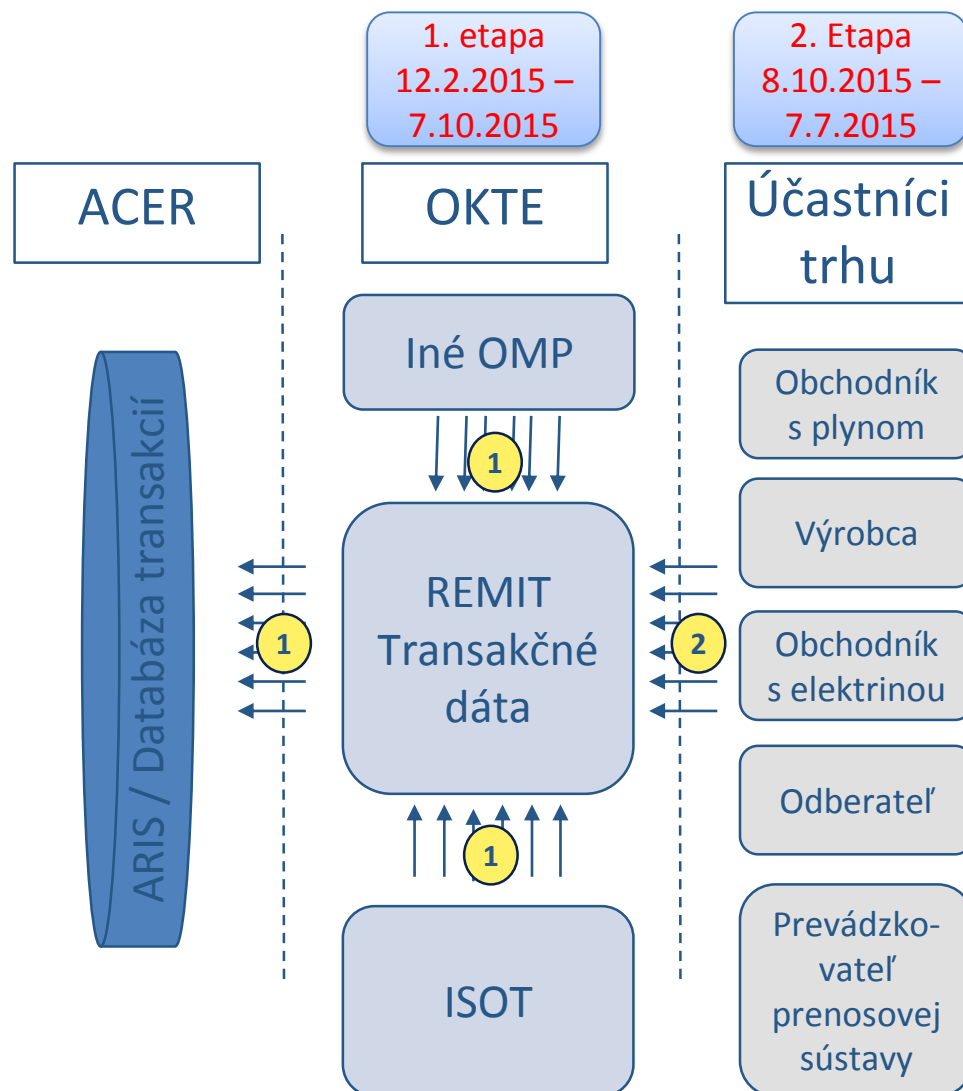 1. etapa
12.2.2015 –
7.10.2015
2. Etapa
8.10.2015 –
7.7.2015
ACER
OKTE
Účastníci
trhu
ARIS / Databáza transakcií
Iné OMP
1
REMIT
Transakčné
dáta
1
2
1
ISOT
Obchodník
s plynom
Výrobca
Obchodník
s elektrinou
Odberateľ
Prevádzko-
vateľ
prenosovej
sústavy